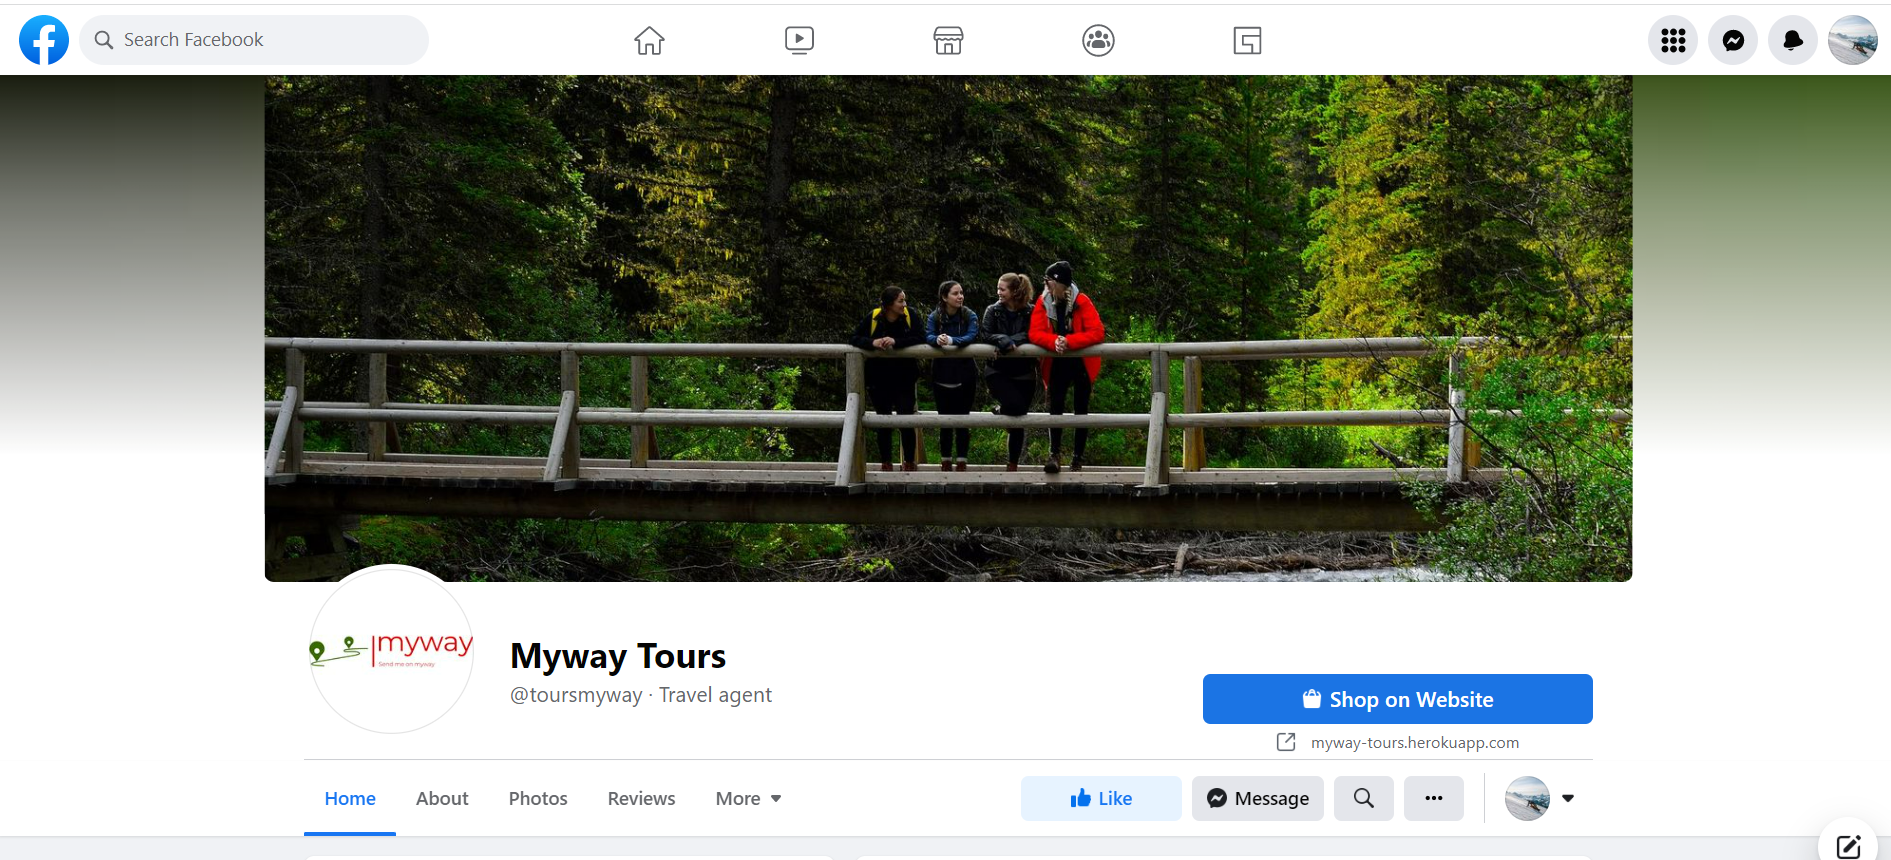 Search Facebook
myway
Send me on myway
Myway Tours
@toursmyway · Travel agent
Shop on Website
myway-tours.herokuapp.com
Home About Photos Reviews More
Like Message